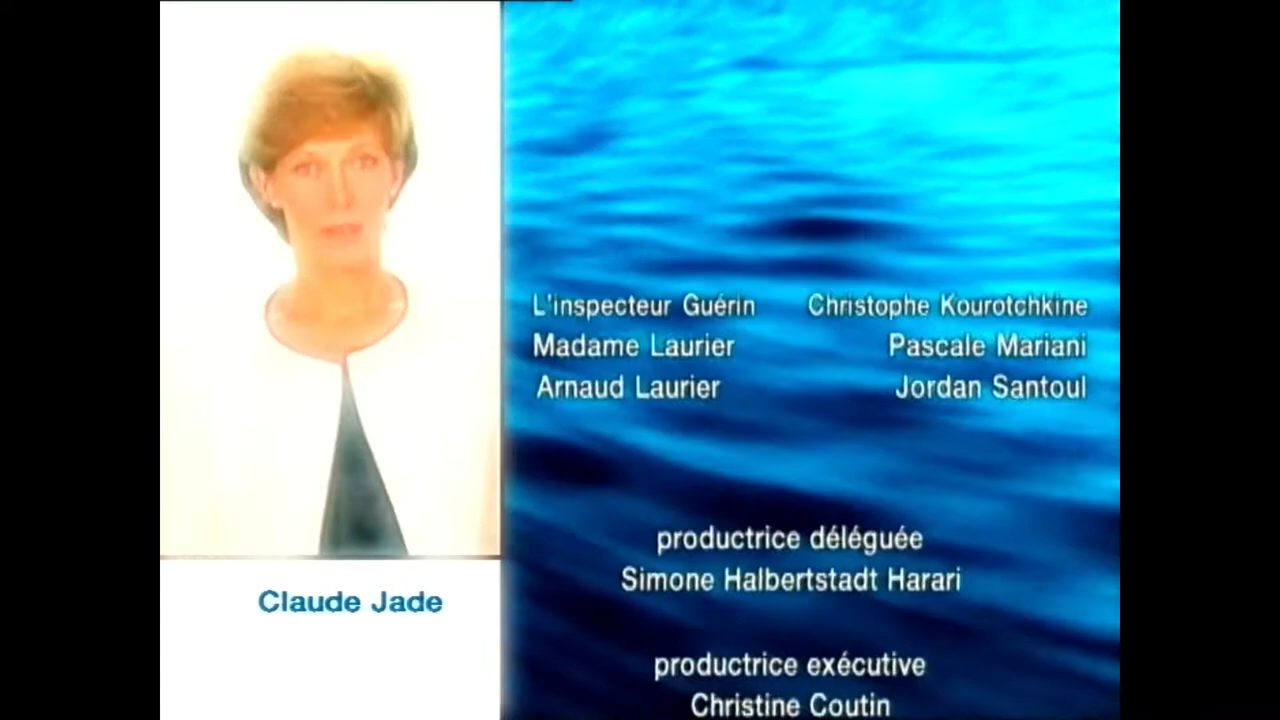 Claude Jade
L'inspecteur Guérin Christophe Kourotchkine
Madame Laurier Pascale Mariani
Arnaud Laurier Jordan Santoul
productrice déléguée
Simone Halbertstadt Harari
productrice exécutive
Christine Coutin